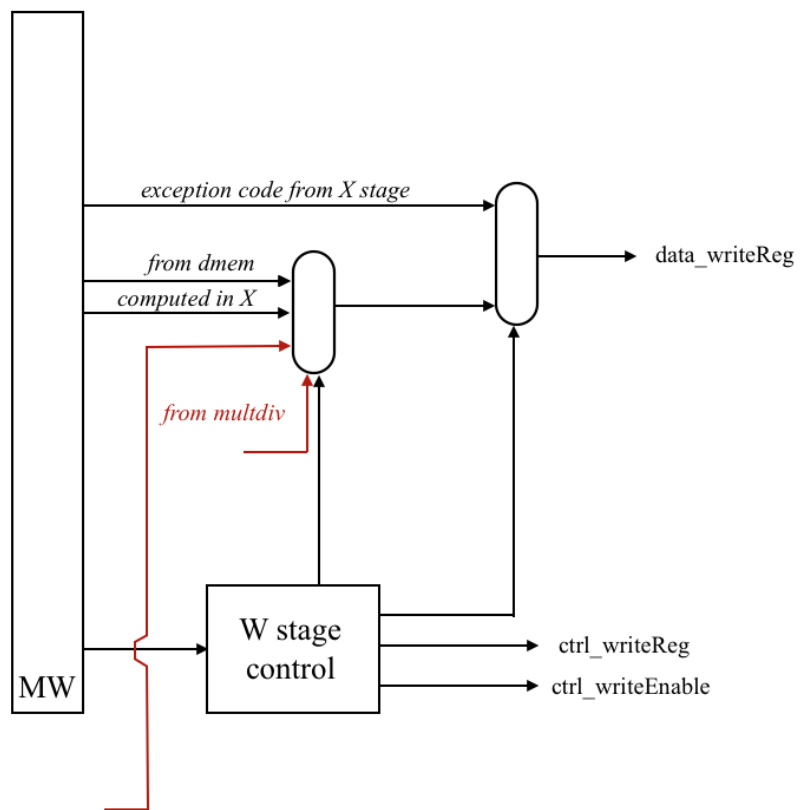 exception code from X stage
data_writeReg
from dmem
computed in X
from multdiv
W stage
control
ctrl_writeReg
MW
ctrl_writeEnable